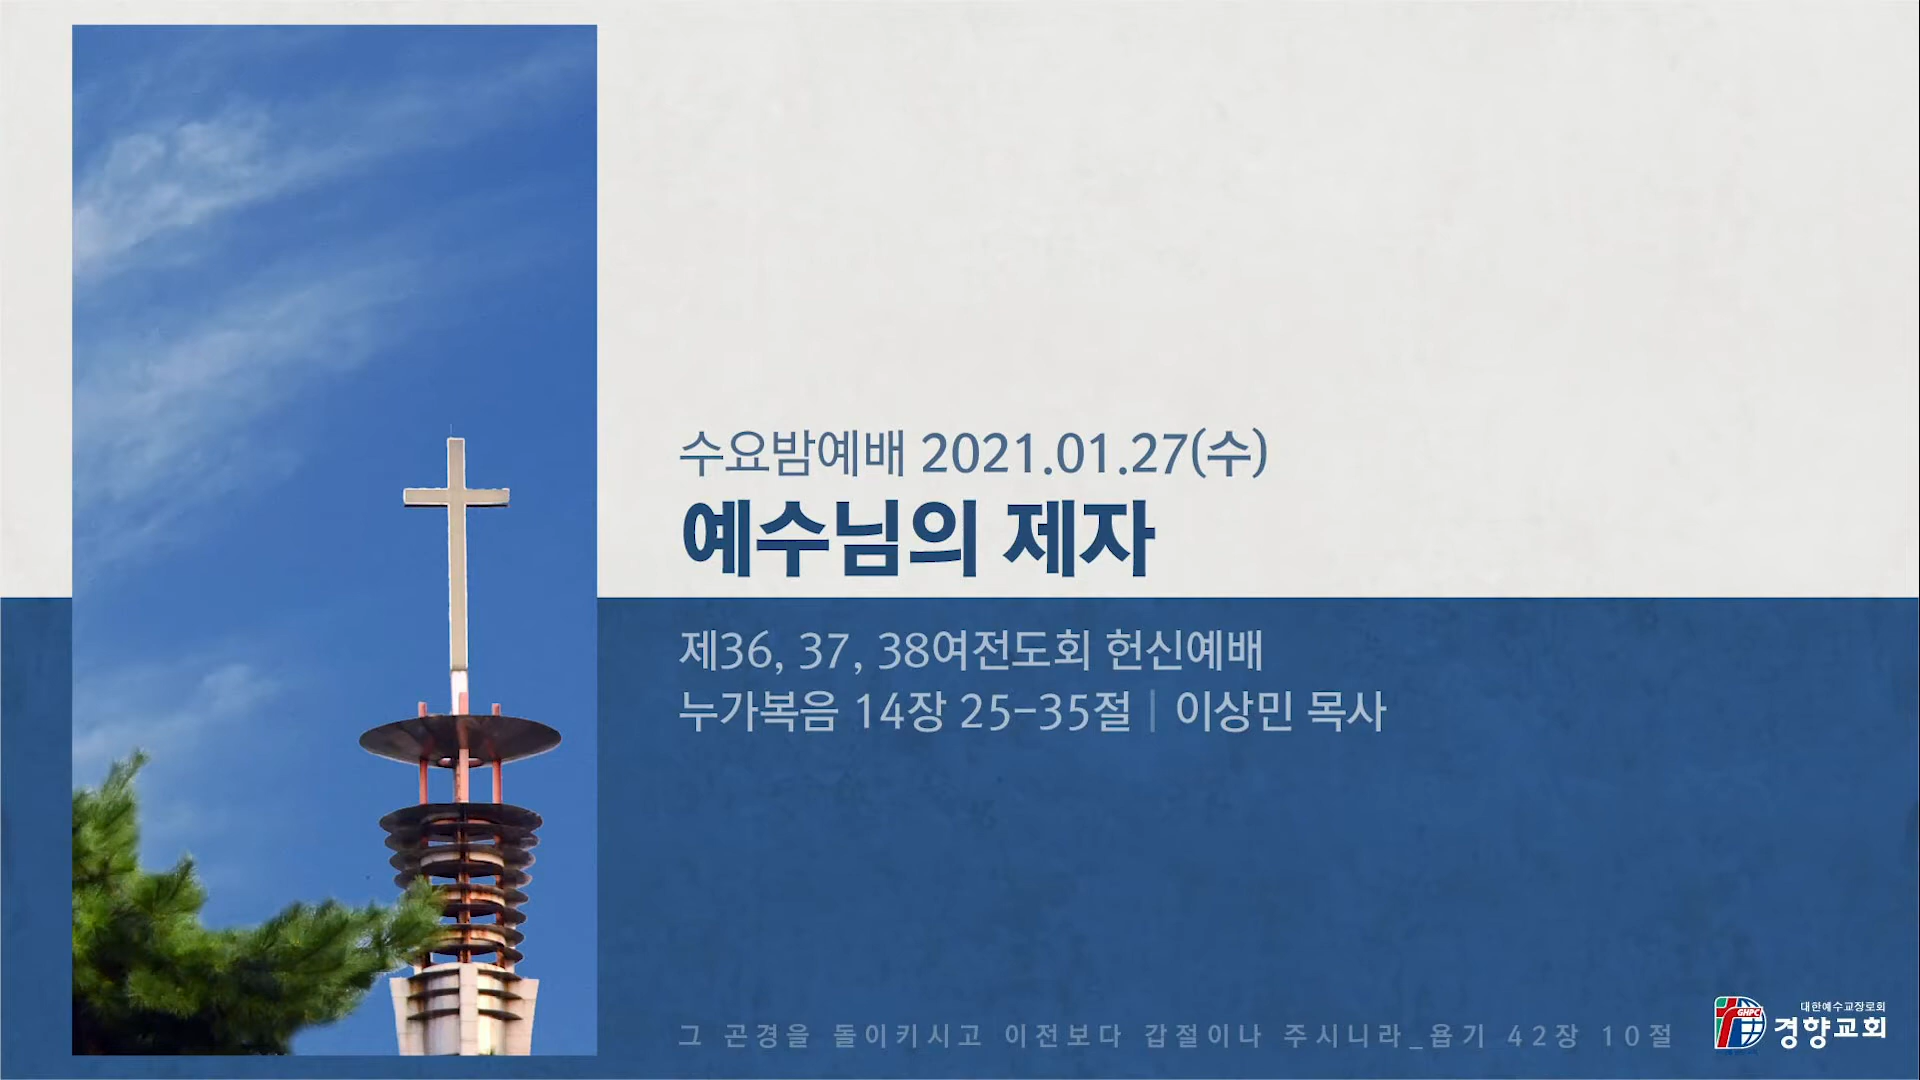 수요밤예배 2021.01.27(수)
예수님의 제자
제36, 37, 38여전도회 헌신예배
누가복음 14장 25-35절 | 이상민 목사
그 곤경을 돌이키시고 이전보다 갑절이나 주시니라_욥기 42장 10절
GHPC
대한예수교장로회
경향교회